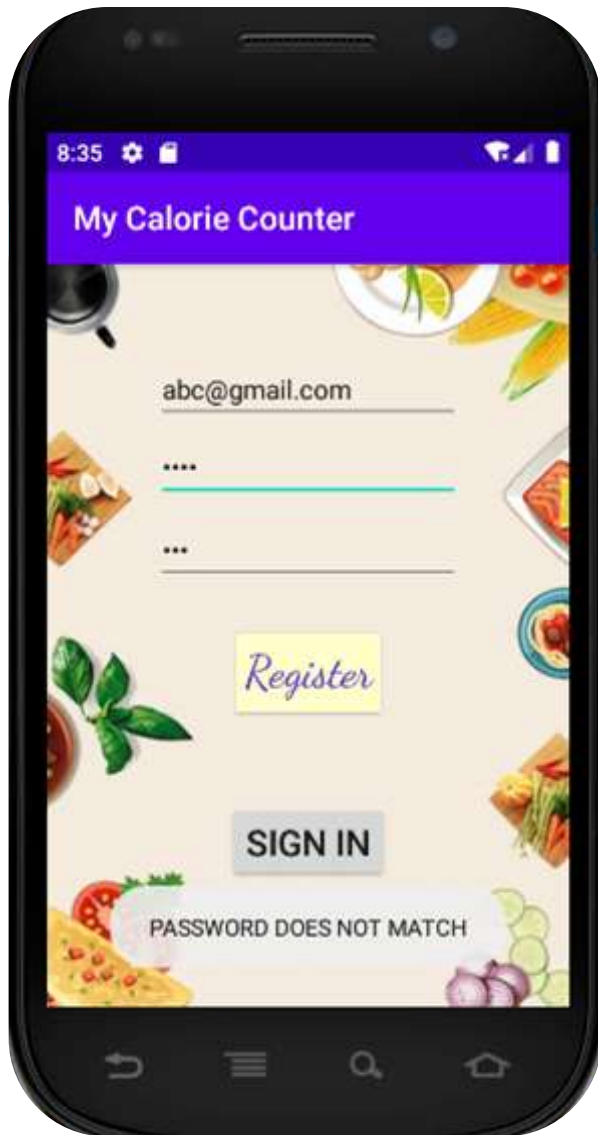 8:35
My Calorie Counter
abc@gmail.com
••••
•••
Register
SIGN IN
PASSWORD DOES NOT MATCH